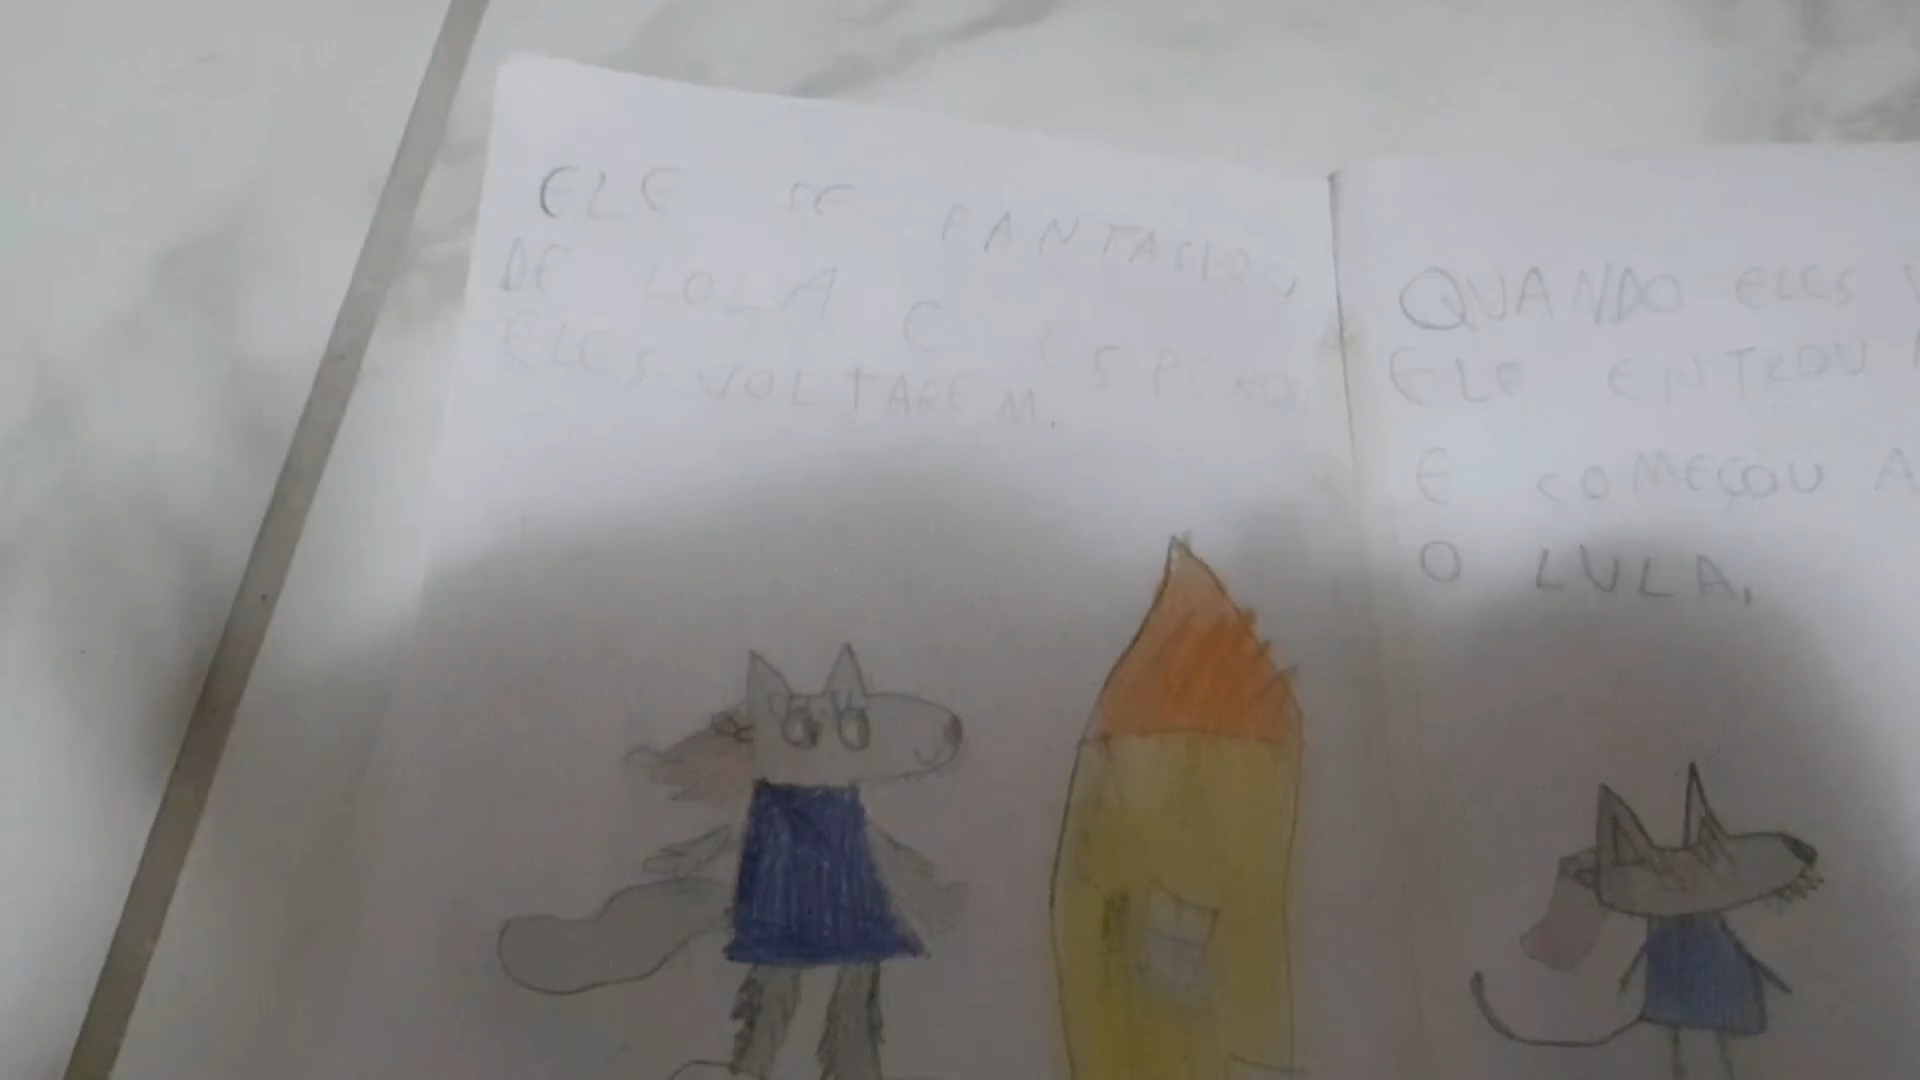 ELE SE FANTASIOU
DE LOLA E ESPEROU
ELES VOLTAREM.
QUANDO ELES
ELE ENTROU
E COMEÇOU A
O LULA.